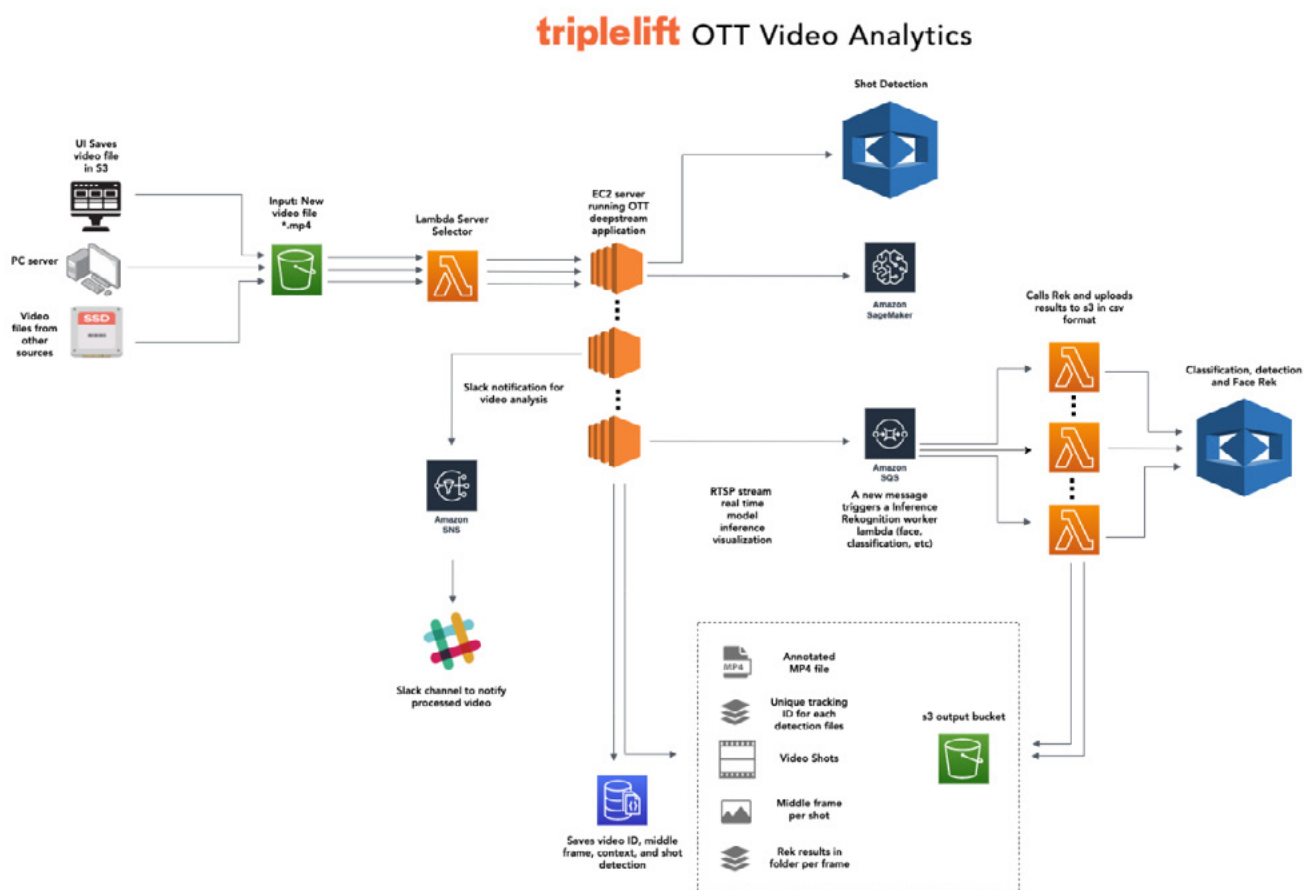 triplelift OTT Video Analytics
Shot Detection
UI Saves
video file
in S3
Input: New
video file
*.mp4
Lambda Server
Selector
EC2 server
running OTT
deepstream
application
PC server
SSD
Video
files from
other
sources
Amazon
SageMaker
Calls Rek and uploads
results to s3 in csv
format
Classification, detection
and Face Rek
Slack notification for
video analysis
Amazon
SNS
Amazon
SQS
RTSP stream
real time
model
inference
visualization
A new message
triggers a Inference
Rekognition worker
lambda (face,
classification, etc)
Slack channel to notify
processed video
MP4
Annotated
MP4 file
Unique tracking
ID for each
detection files
s3 output bucket
Video Shots
Middle frame
per shot
Rek results in
folder per frame
Saves video ID, middle
frame, context, and shot
detection